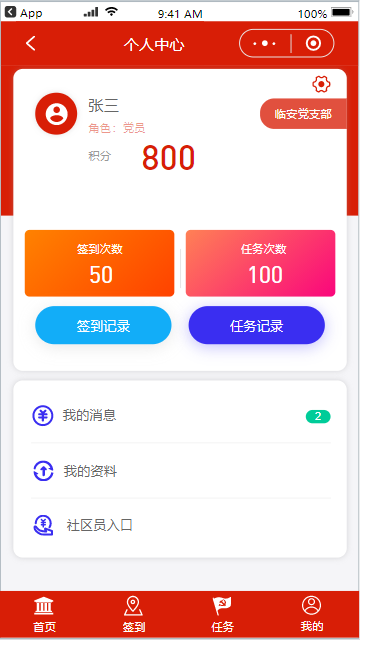 App 9:41 AM 100%
个人中心
张三
角色：党员
临安党支部
积分 800
签到次数 任务次数
50 100
签到记录 任务记录
我的消息 2
我的资料
社区员入口
首页 签到 任务 我的